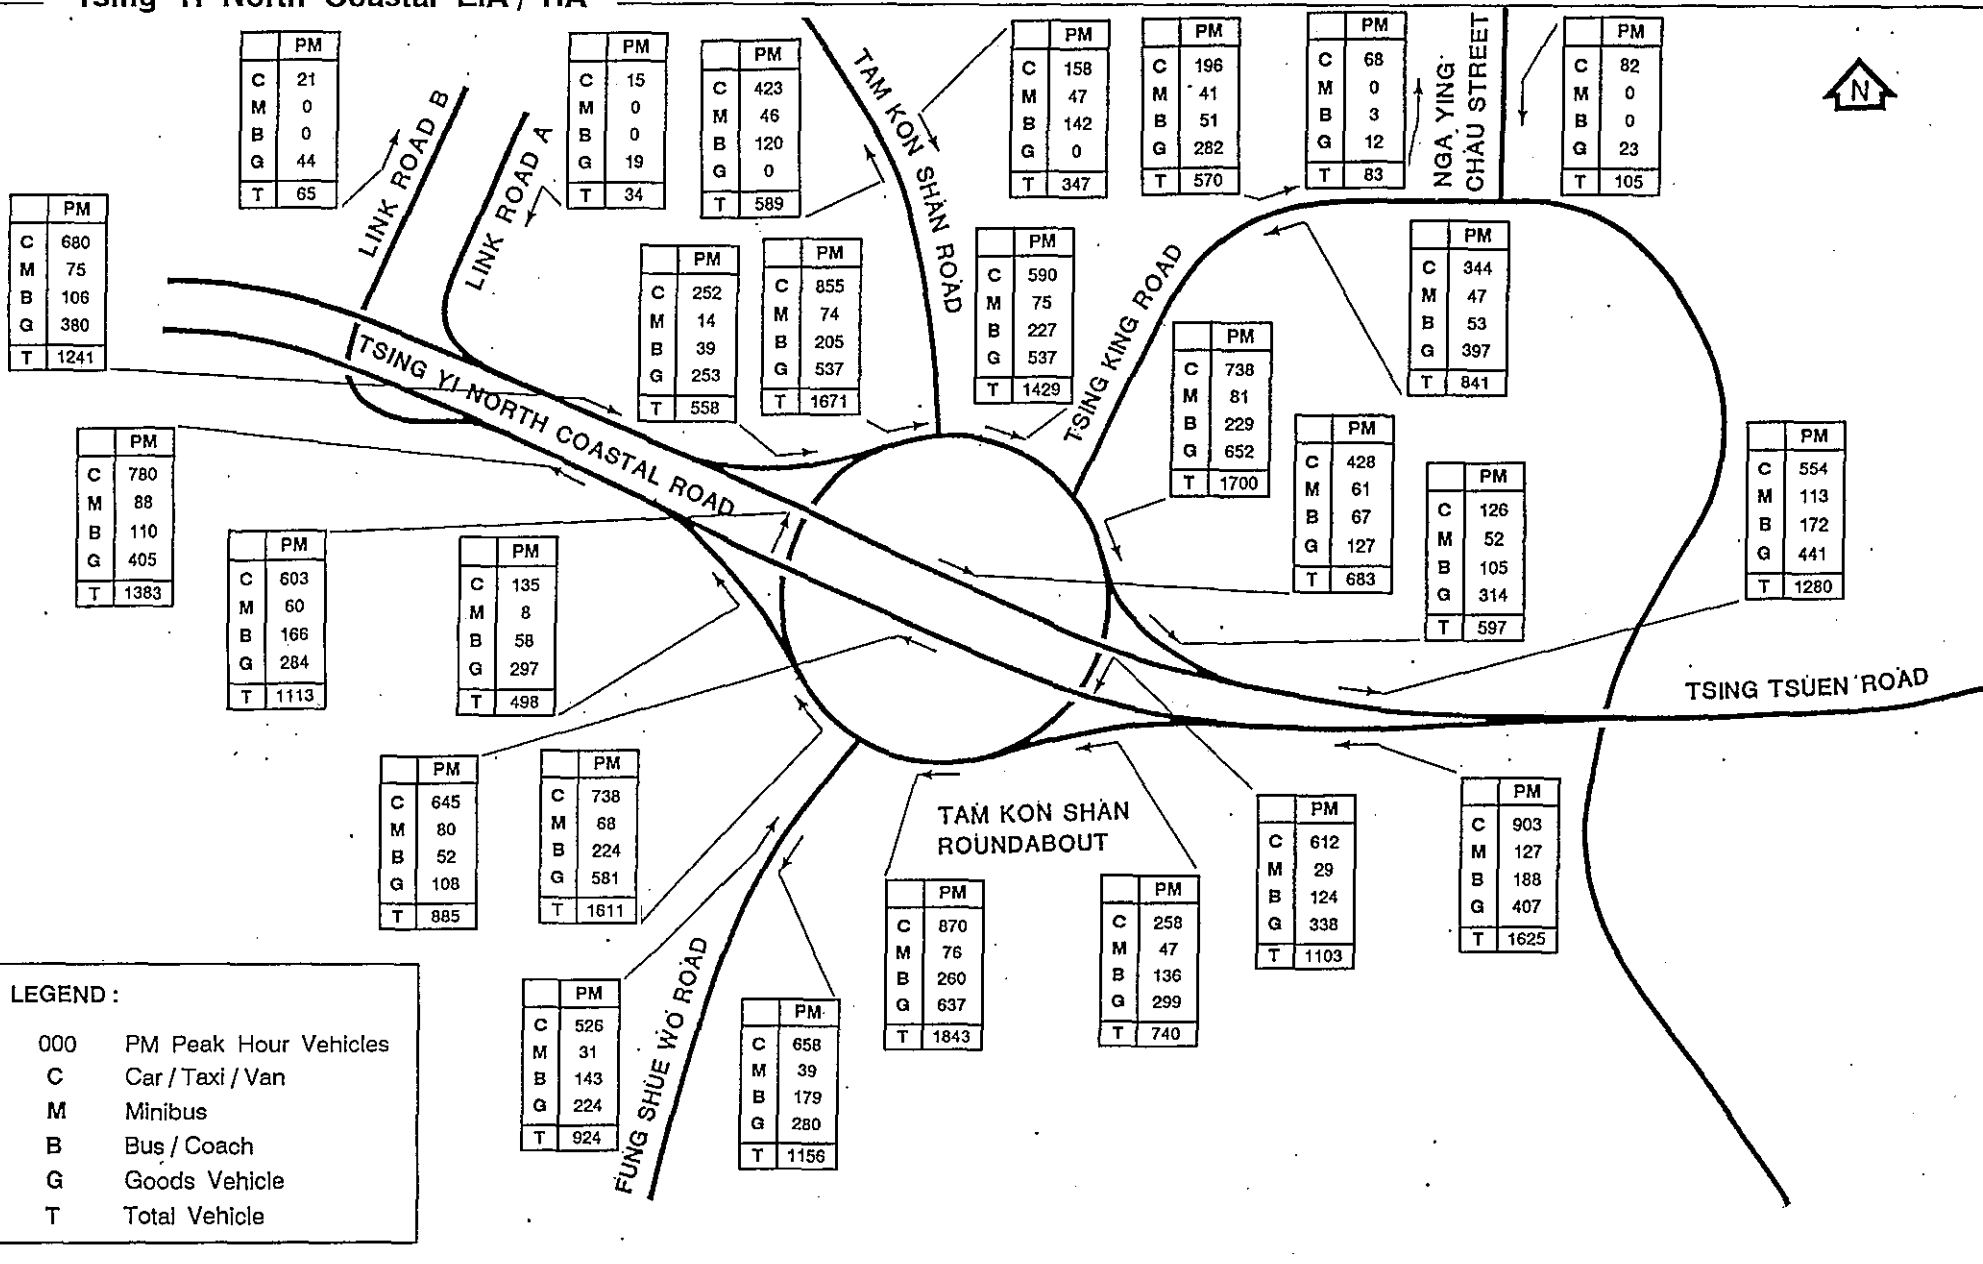 Tsing Yi North Coastal EIA / TIA
PM
C 21
M 0
B 0
G 44
T 65
PM
C 15
M 0
B 0
G 19
T 34
PM
C 423
M 46
B 120
G 0
T 589
PM
C 158
M 47
B 142
G 0
T 347
PM
C 196
M 41
B 51
G 282
T 570
PM
C 68
M 0
B 3
G 12
T 83
PM
C 82
M 0
B 0
G 23
T 105
N
LINK ROAD B
LINK ROAD A
TAM KON SHAN ROAD
NGA YING
CHAU STREET
TSING KING ROAD
PM
C 680
M 75
B 106
G 380
T 1241
PM
C 252
M 14
B 39
G 253
T 558
PM
C 855
M 74
B 205
G 537
T 1671
PM
C 590
M 75
B 227
G 537
T 1429
PM
C 344
M 47
B 53
G 397
T 841
PM
C 738
M 81
B 229
G 652
T 1700
TSING YI NORTH COASTAL ROAD
PM
C 780
M 88
B 110
G 405
T 1383
PM
C 603
M 60
B 166
G 284
T 1113
PM
C 135
M 8
B 58
G 297
T 498
PM
C 428
M 61
B 67
G 127
T 683
PM
C 126
M 52
B 105
G 314
T 597
PM
C 554
M 113
B 172
G 441
T 1280
TSING TSUEN ROAD
PM
C 645
M 80
B 52
G 108
T 885
PM
C 738
M 68
B 224
G 581
T 1611
TAM KON SHAN
ROUNDABOUT
PM
C 612
M 29
B 124
G 338
T 1103
PM
C 903
M 127
B 188
G 407
T 1625
PM
C 870
M 76
B 260
G 637
T 1843
PM
C 258
M 47
B 136
G 299
T 740
PM
C 526
M 31
B 143
G 224
T 924
FUNG SHUE WO ROAD
PM
C 658
M 39
B 179
G 280
T 1156
LEGEND :
000 PM Peak Hour Vehicles
C Car / Taxi / Van
M Minibus
B Bus / Coach
G Goods Vehicle
T Total Vehicle